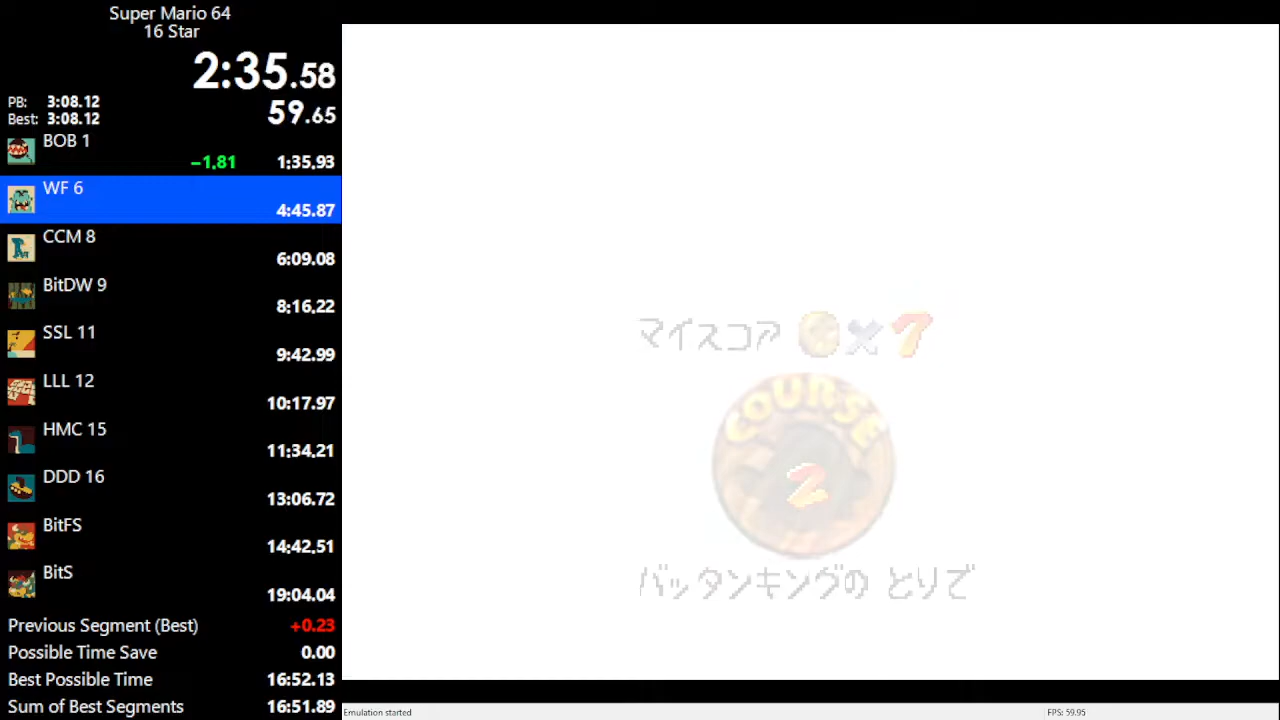 Super Mario 64
16 Star
2:35.58
PB: 3:08.12
59.65
Best: 3:08.12
BOB 1
-1.81 1:35.93
WF 6
4:45.87
CCM 8
6:09.08
BitDW 9
8:16.22
SSL 11
9:42.99
LLL 12
10:17.97
HMC 15
11:34.21
DDD 16
13:06.72
BitFS
14:42.51
BitS
19:04.04
Previous Segment (Best) +0.23
Possible Time Save 0.00
Best Possible Time 16:52.13
Sum of Best Segments 16:51.89
マイスコア ×7
COURSE
2
バッタンキングの とりで
Emulation started
FPS: 59.95